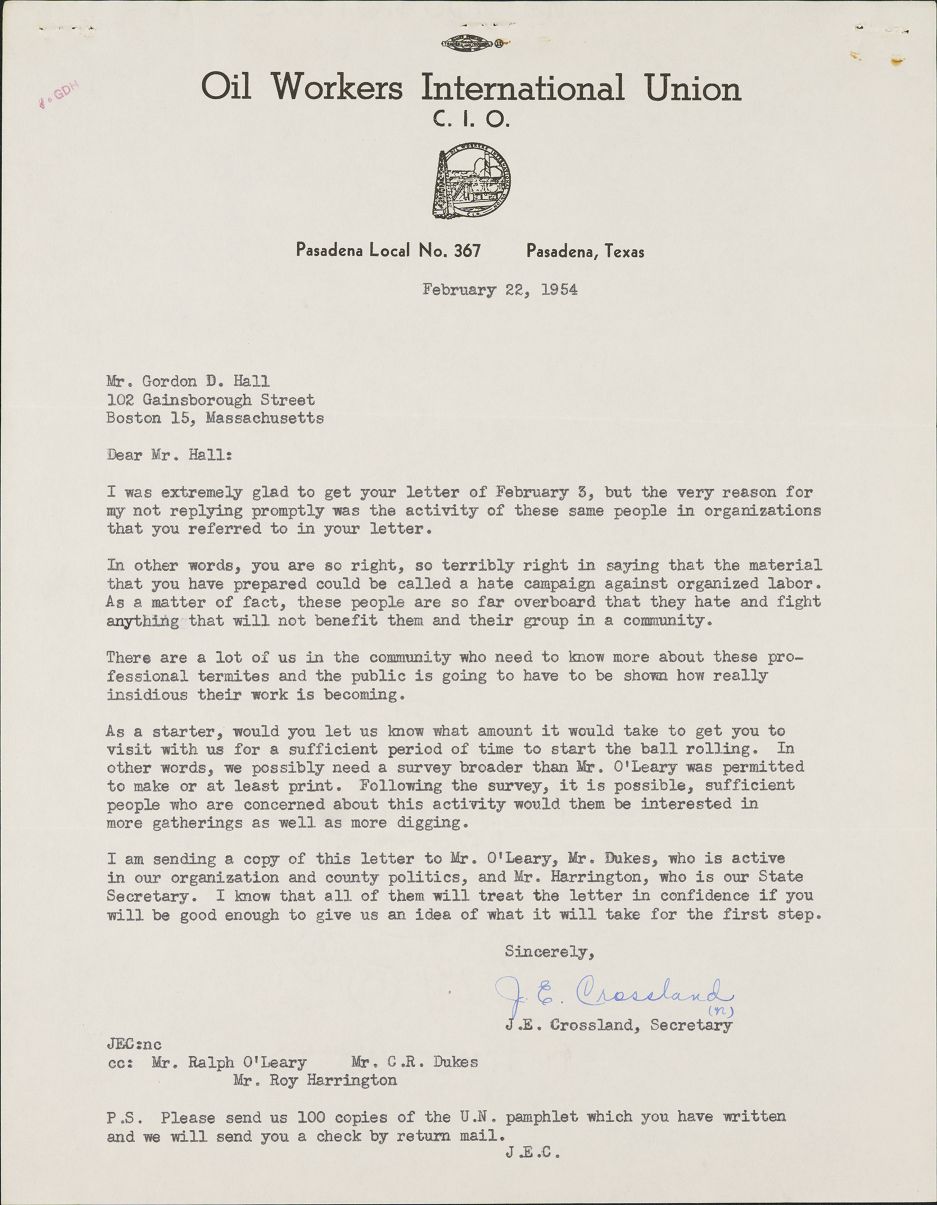 GDH
Oil Workers International Union
C. I. O.
Pasadena Local No. 367 Pasadena, Texas
February 22, 1954
Mr. Gordon D. Hall
102 Gainsborough Street
Boston 15, Massachusetts
Dear Mr. Hall:
I was extremely glad to get your letter of February 3, but the very reason for
my not replying promptly was the activity of these same people in organizations
that you referred to in your letter.
In other words, you are so right, so terribly right in saying that the material
that you have prepared could be called a hate campaign against organized labor.
As a matter of fact, these people are so far overboard that they hate and fight
anything that will not benefit them and their group in a community.
There are a lot of us in the community who need to know more about these pro-
fessional termites and the public is going to have to be shown how really
insidious their work is becoming.
As a starter, would you let us know what amount it would take to get you to
visit with us for a sufficient period of time to start the ball rolling. In
other words, we possibly need a survey broader than Mr. O'Leary was permitted
to make or at least print. Following the survey, it is possible, sufficient
people who are concerned about this activity would them be interested in
more gatherings as well as more digging.
I am sending a copy of this letter to Mr. O'Leary, Mr. Dukes, who is active
in our organization and county politics, and Mr. Harrington, who is our State
Secretary. I know that all of them will treat the letter in confidence if you
will be good enough to give us an idea of what it will take for the first step.
Sincerely,
J. E. Crossland
(n)
J.E. Crossland, Secretary
JEC:nc
cc: Mr. Ralph O'Leary Mr. C.R. Dukes
Mr. Roy Harrington
P.S. Please send us 100 copies of the U.N. pamphlet which you have written
and we will send you a check by return mail.
J.E.C.